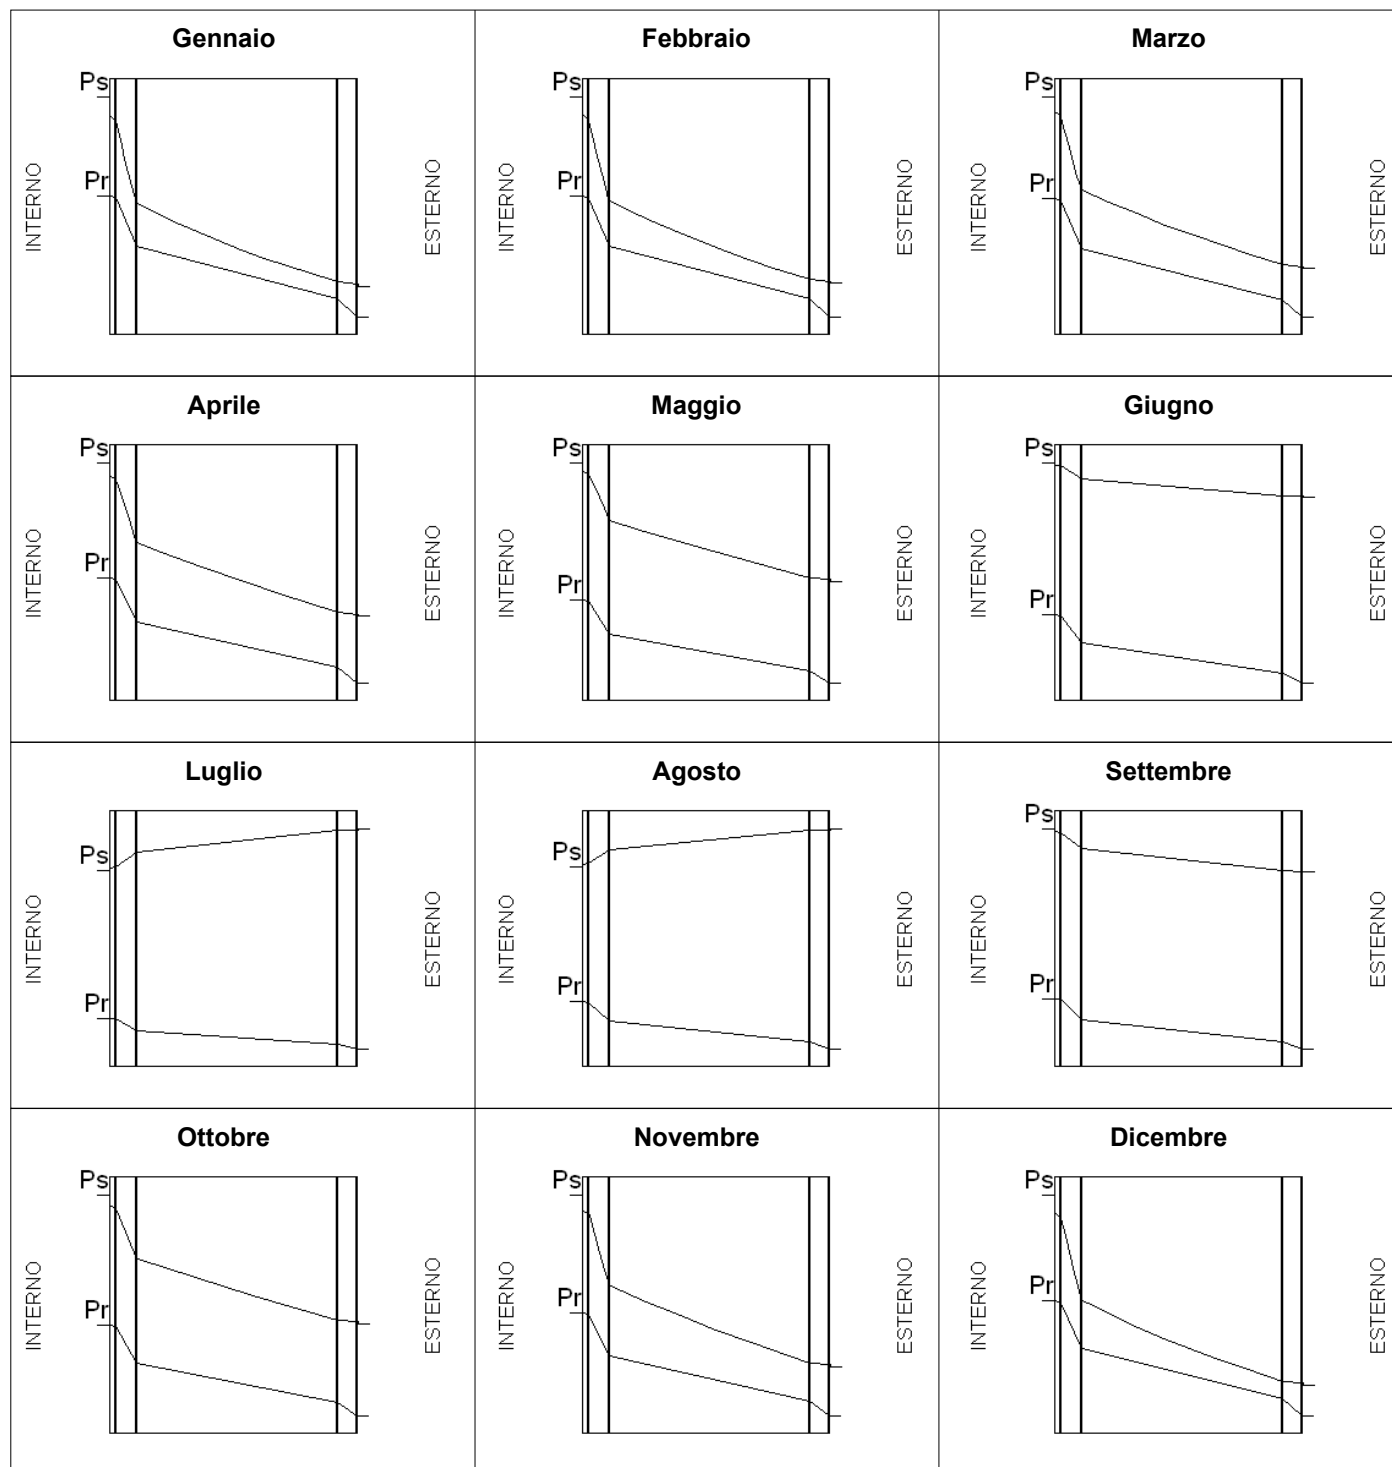 Gennaio
Febbraio
Marzo
Ps
Pr
INTERNO
ESTERNO
Ps
Pr
INTERNO
ESTERNO
Ps
Pr
INTERNO
ESTERNO
Aprile
Maggio
Giugno
Ps
Pr
INTERNO
ESTERNO
Ps
Pr
INTERNO
ESTERNO
Ps
Pr
INTERNO
ESTERNO
Luglio
Agosto
Settembre
Ps
Pr
INTERNO
ESTERNO
Ps
Pr
INTERNO
ESTERNO
Ps
Pr
INTERNO
ESTERNO
Ottobre
Novembre
Dicembre
Ps
Pr
INTERNO
ESTERNO
Ps
Pr
INTERNO
ESTERNO
Ps
Pr
INTERNO
ESTERNO